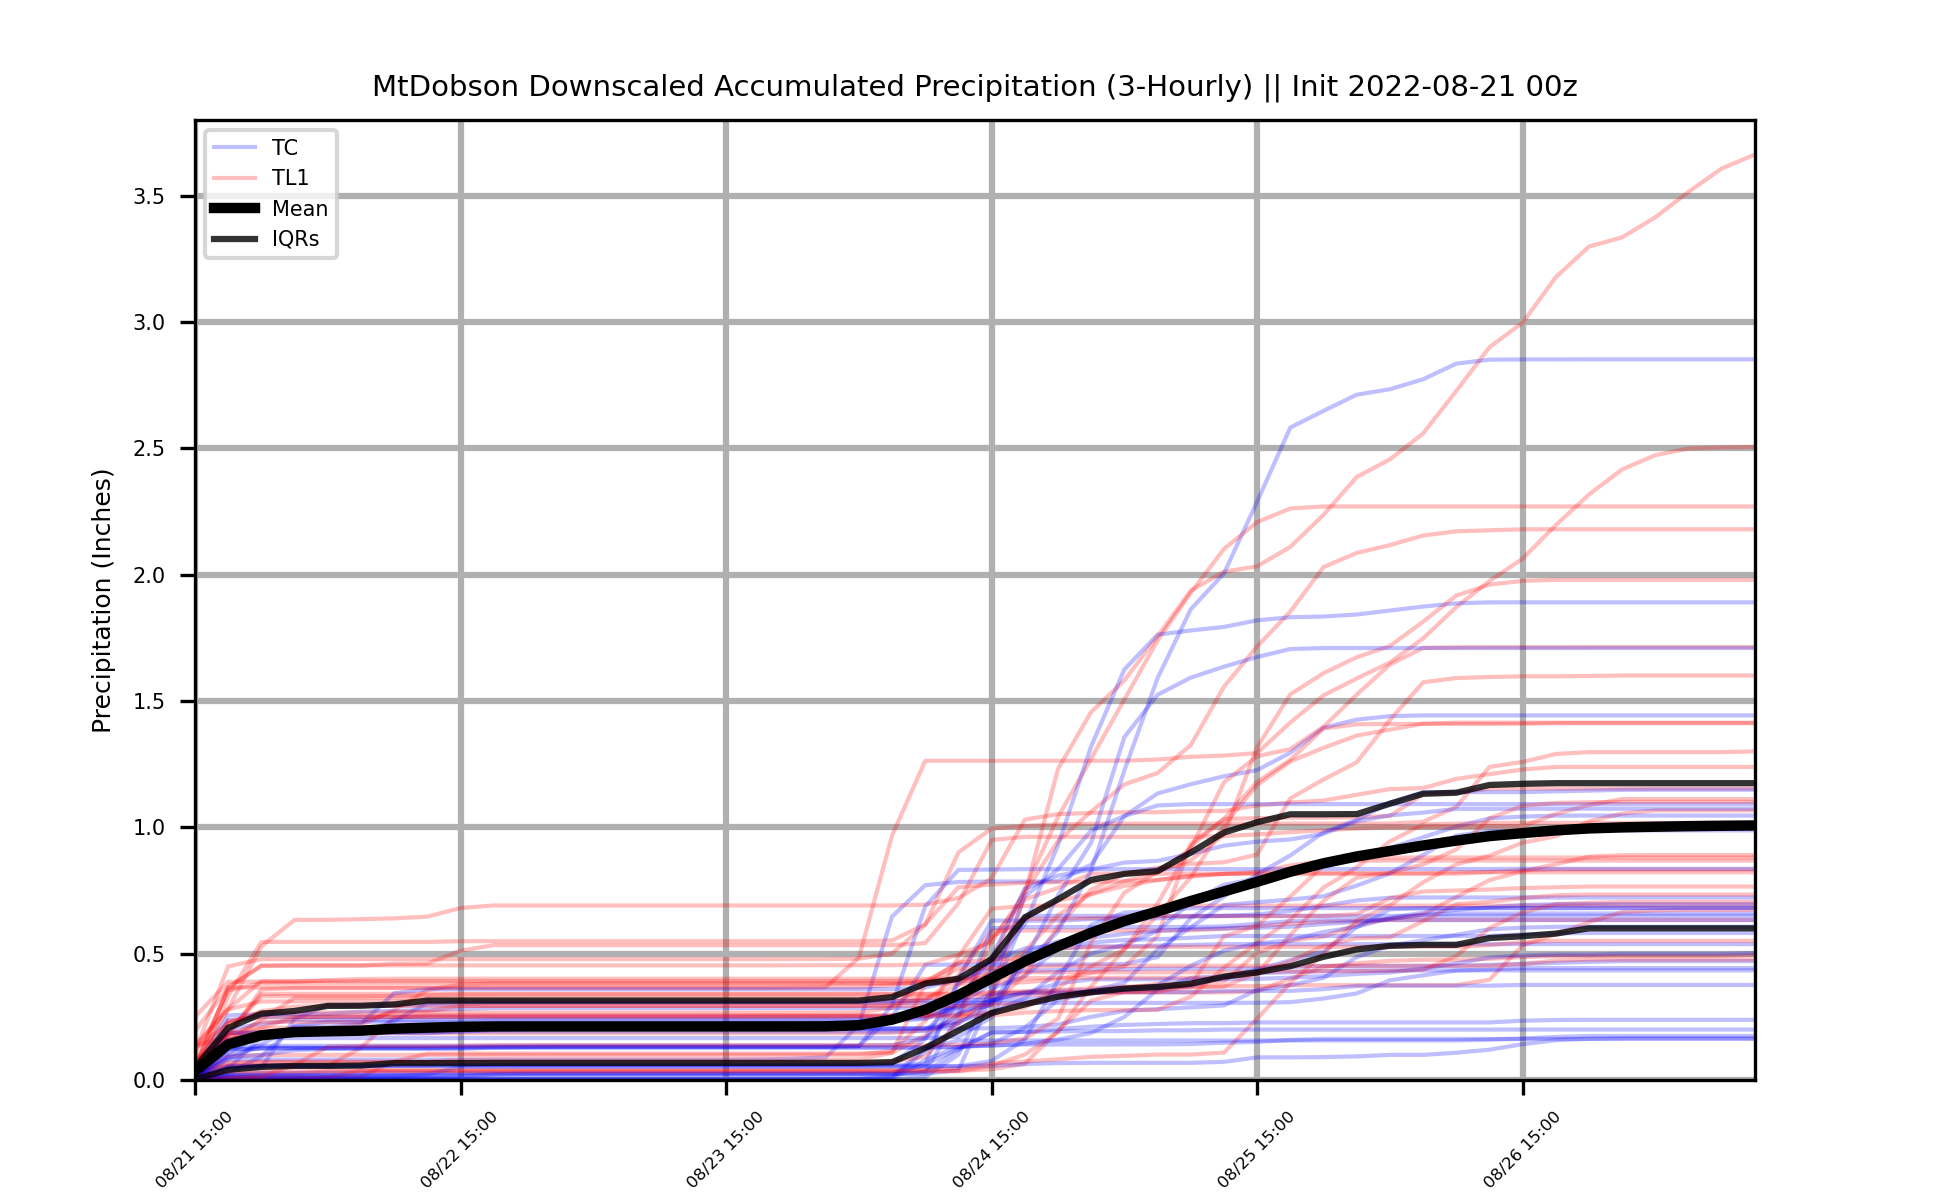 MtDobson Downscaled Accumulated Precipitation (3-Hourly) || Init 2022-08-21 00z
TC
TL1
Mean
IQRs
Precipitation (Inches)
3.5
3.0
2.5
2.0
1.5
1.0
0.5
0.0
08/21 15:00
08/22 15:00
08/23 15:00
08/24 15:00
08/25 15:00
08/26 15:00